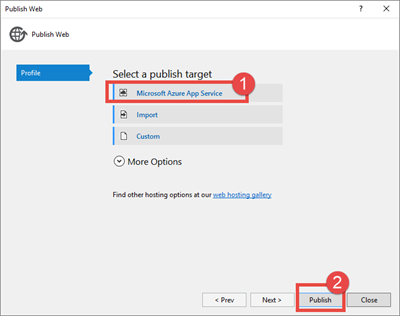 Publish Web
Publish Web
Profile
Select a publish target
Microsoft Azure App Service
1
Import
Custom
More Options
Find other hosting options at our web hosting gallery
2
< Prev
Next >
Publish
Close